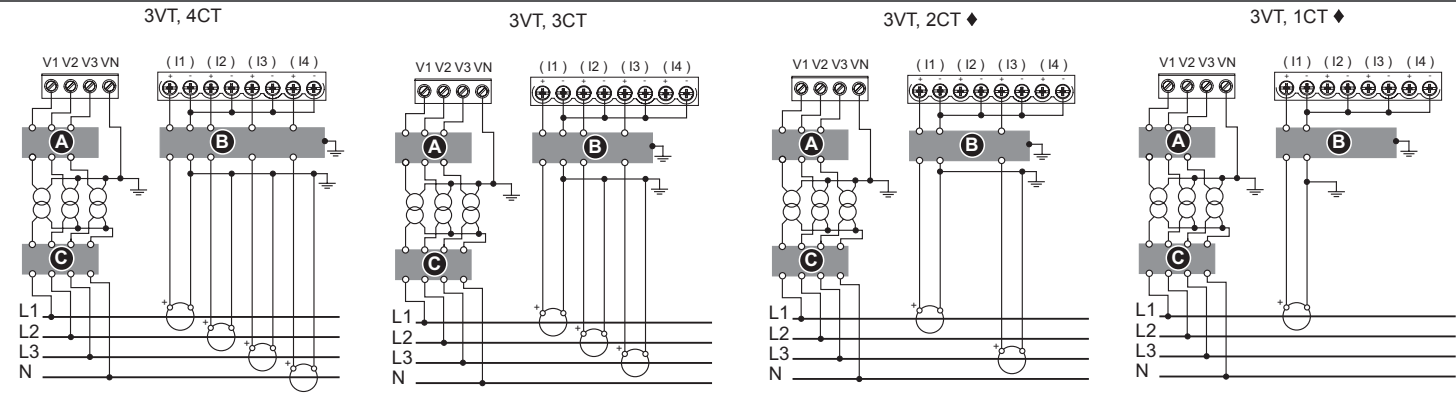 3VT, 4CT
V1 V2 V3 VN
( I1 ) ( I2 ) ( I3 ) ( I4 )
+ - + - + - + -
A
B
C
+
+
+
+
L1
L2
L3
N
3VT, 3CT
V1 V2 V3 VN
( I1 ) ( I2 ) ( I3 ) ( I4 )
+ - + - + - + -
A
B
C
+
+
+
L1
L2
L3
N
3VT, 2CT ♦
V1 V2 V3 VN
( I1 ) ( I2 ) ( I3 ) ( I4 )
+ - + - + - + -
A
B
C
+
+
L1
L2
L3
N
3VT, 1CT ♦
V1 V2 V3 VN
( I1 ) ( I2 ) ( I3 ) ( I4 )
+ - + - + - + -
A
B
C
+
L1
L2
L3
N